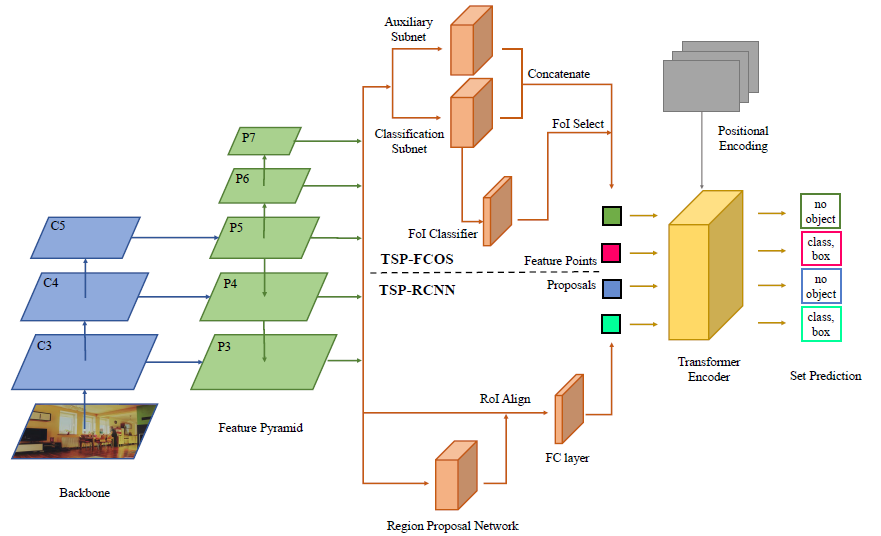 Auxiliary
Subnet
Concatenate
Classification
Subnet
FoI Select
Positional
Encoding
P7
P6
C5
P5
FoI Classifier
no
object
TSP-FCOS
Feature Points
class,
box
C4
P4
TSP-RCNN
Proposals
no
object
C3
P3
class,
box
Transformer
Encoder
Set Prediction
RoI Align
Feature Pyramid
FC layer
Backbone
Region Proposal Network